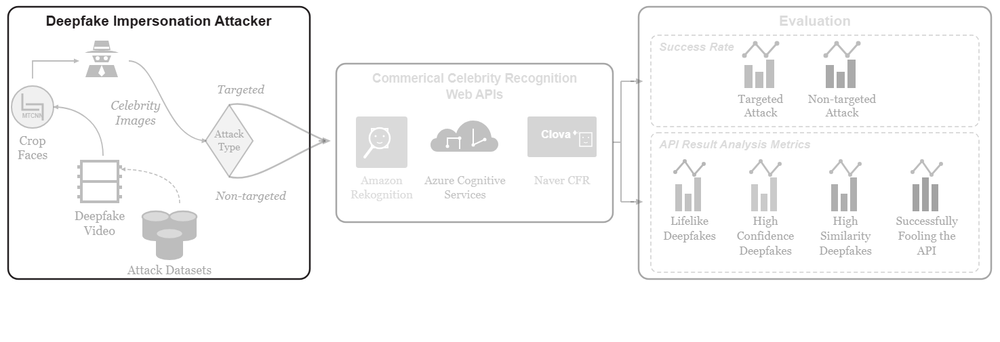 Deepfake Impersonation Attacker
MTCNN
Crop
Faces
Celebrity
Images
Targeted
Attack
Type
Non-targeted
Deepfake
Video
Attack Datasets
Commerical Celebrity Recognition
Web APIs
Amazon
Rekognition
Azure Cognitive
Services
Clova
Naver CFR
Evaluation
Success Rate
Targeted
Attack
Non-targeted
Attack
API Result Analysis Metrics
Lifelike
Deepfakes
High
Confidence
Deepfakes
High
Similarity
Deepfakes
Successfully
Fooling the
API